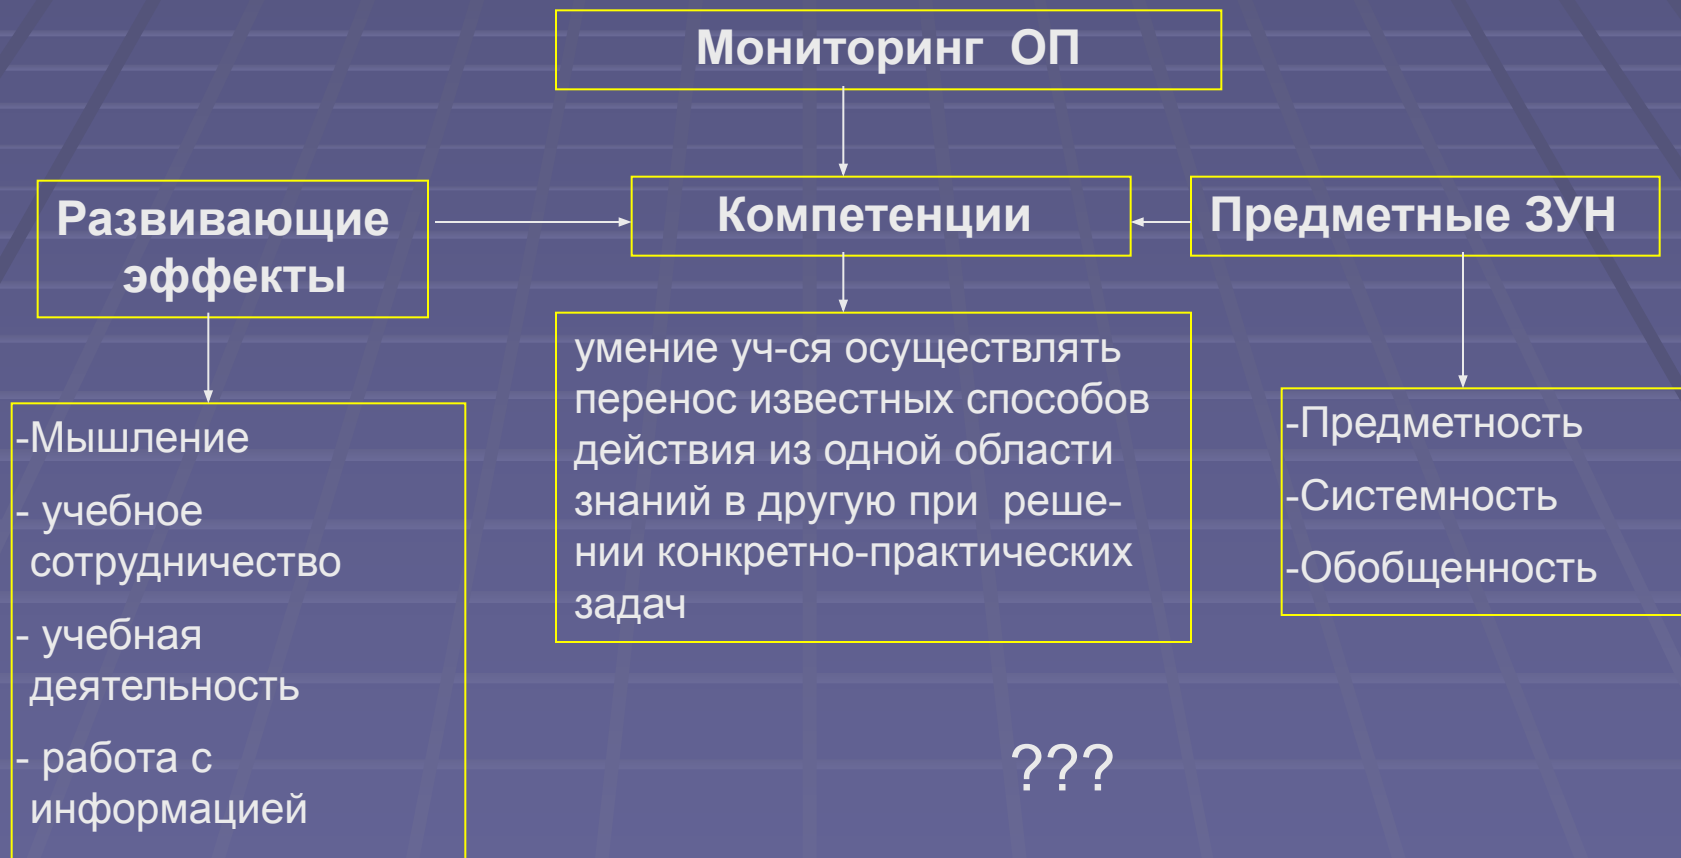 Мониторинг ОП
Развивающие
эффекты
Компетенции
Предметные ЗУН
-Мышление
- учебное
сотрудничество
- учебная
деятельность
- работа с
информацией
умение уч-ся осуществлять
перенос известных способов
действия из одной области
знаний в другую при реше-
нии конкретно-практических
задач
-Предметность
-Системность
-Обобщенность
???